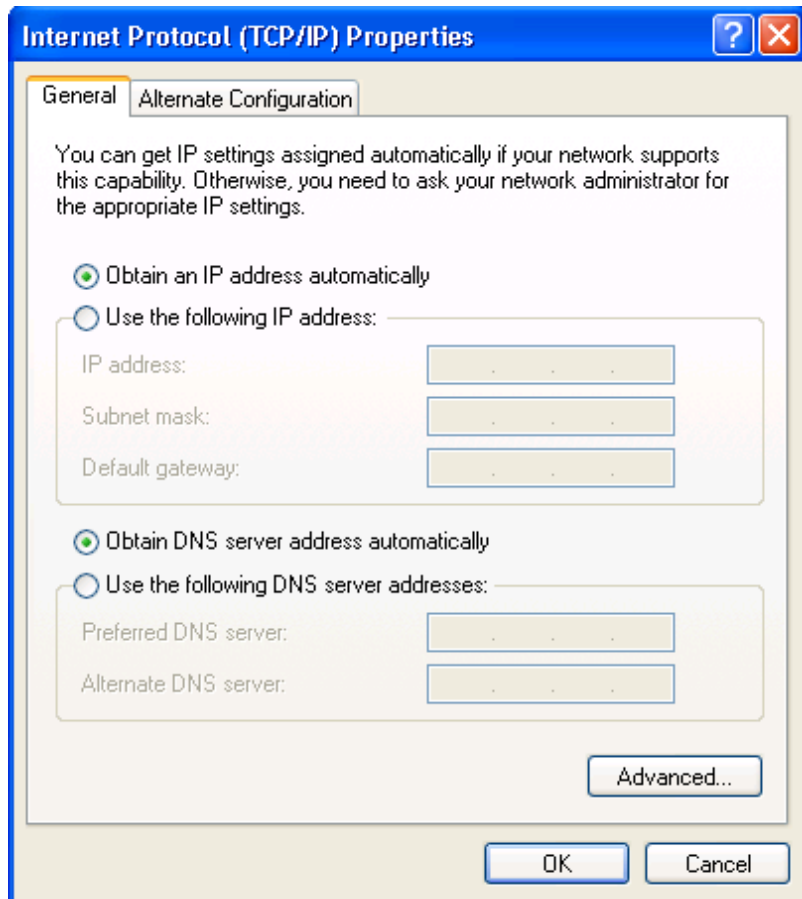 Internet Protocol (TCP/IP) Properties
General
Alternate Configuration
You can get IP settings assigned automatically if your network supports
this capability. Otherwise, you need to ask your network administrator for
the appropriate IP settings.
Obtain an IP address automatically
Use the following IP address:
IP address:
Subnet mask:
Default gateway:
Obtain DNS server address automatically
Use the following DNS server addresses:
Preferred DNS server:
Alternate DNS server:
Advanced...
OK
Cancel